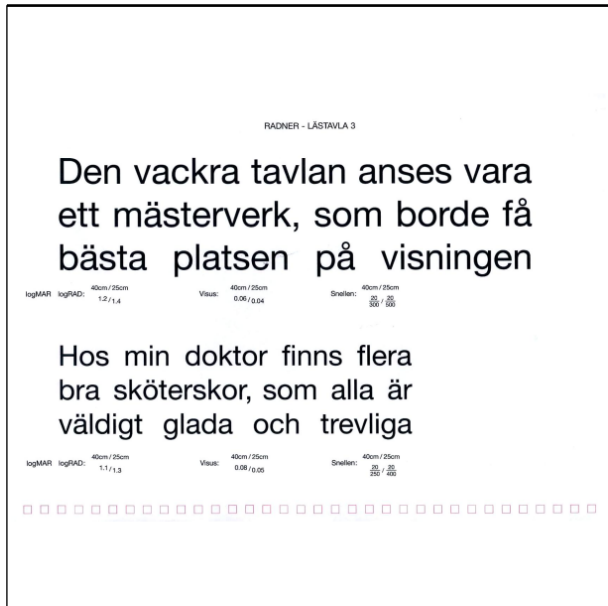 RADNER - LÄSTAVLA 3
Den vackra tavlan anses vara
ett mästerverk, som borde få
bästa platsen på visningen
40cm / 25cm 40cm / 25cm 40cm / 25cm
logMAR logRAD: 1.2 / 1.4 Visus: 0.06 / 0.04 Snellen: 20/300 / 20/500
Hos min doktor finns flera
bra sköterskor, som alla är
väldigt glada och trevliga
40cm / 25cm 40cm / 25cm 40cm / 25cm
logMAR logRAD: 1.1 / 1.3 Visus: 0.08 / 0.05 Snellen: 20/250 / 20/400